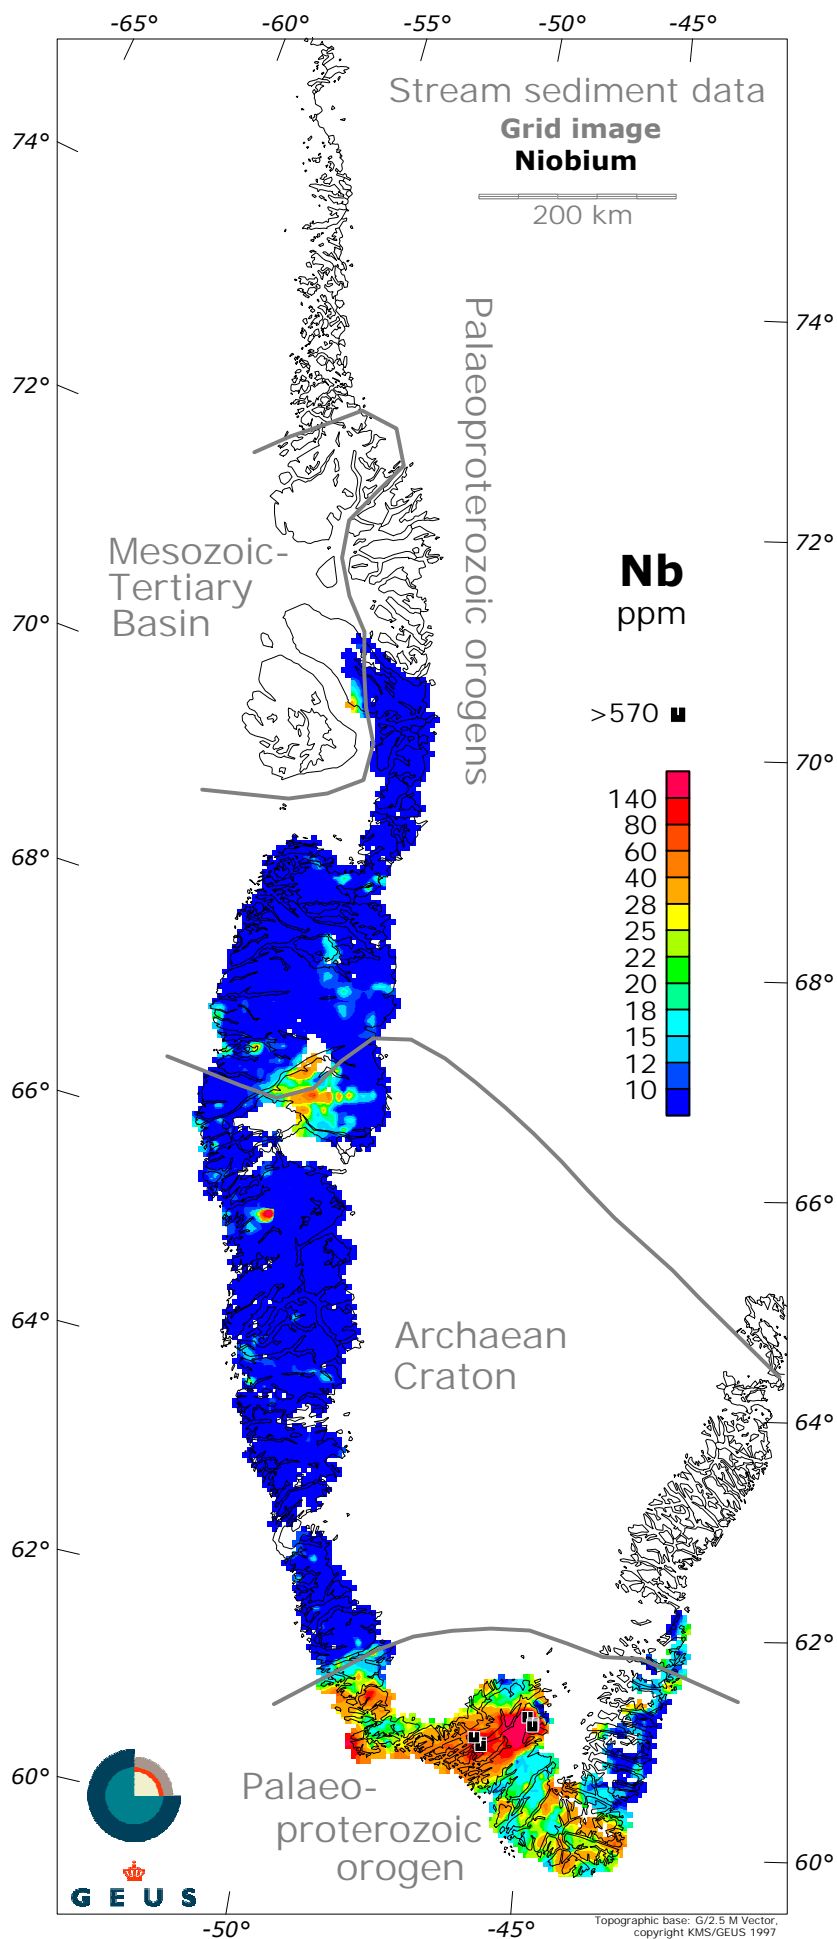 -65° -60° -55° -50° -45°
Stream sediment data
Grid image
Niobium
200 km
74°
74°
72°
72°
70°
70°
68°
68°
66°
66°
64°
64°
62°
62°
60°
60°
Palaeoproterozoic orogens
Mesozoic-
Tertiary
Basin
Nb
ppm
>570
140
80
60
40
28
25
22
20
18
15
12
10
Archaean
Craton
Palaeo-
proterozoic
orogen
GEUS
-50° -45°
Topographic base: G/2.5 M Vector,
copyright KMS/GEUS 1997